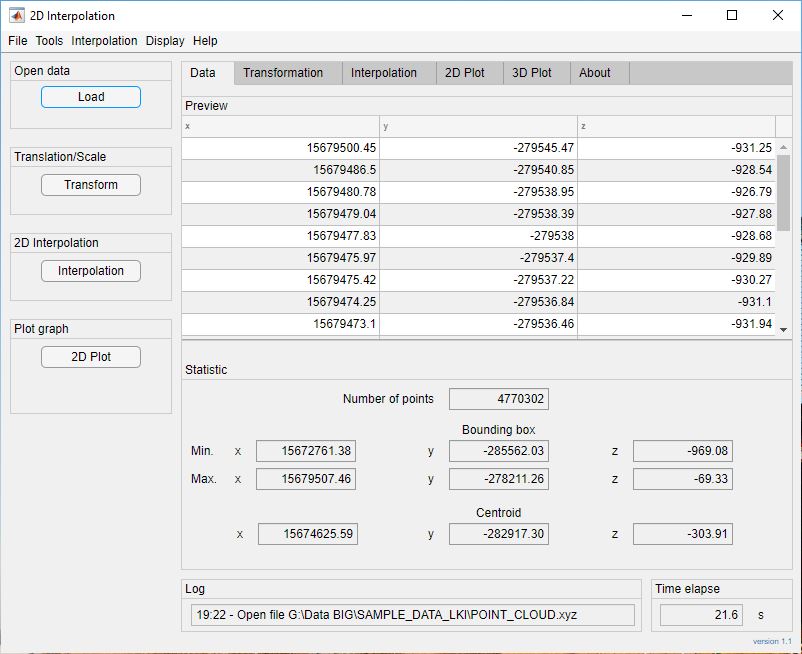 2D Interpolation
File Tools Interpolation Display Help
Open data
Load
Translation/Scale
Transform
2D Interpolation
Interpolation
Plot graph
2D Plot
Data Transformation Interpolation 2D Plot 3D Plot About
Preview
x y z
15679500.45 -279545.47 -931.25
15679486.5 -279540.85 -928.54
15679480.78 -279538.95 -926.79
15679479.04 -279538.39 -927.88
15679477.83 -279538 -928.68
15679475.97 -279537.4 -929.89
15679475.42 -279537.22 -930.27
15679474.25 -279536.84 -931.1
15679473.1 -279536.46 -931.94
Statistic
Number of points 4770302
Bounding box
Min. x 15672761.38 y -285562.03 z -969.08
Max. x 15679507.46 y -278211.26 z -69.33
Centroid
x 15674625.59 y -282917.30 z -303.91
Log
19:22 - Open file G:\Data BIG\SAMPLE_DATA_LKI\POINT_CLOUD.xyz
Time elapse
21.6 s
version 1.1